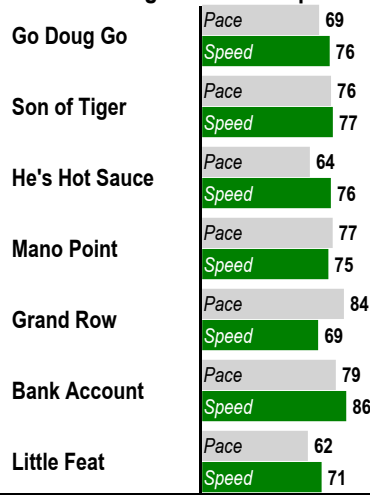 Go Doug Go
Pace 69
Speed 76
Son of Tiger
Pace 76
Speed 77
He's Hot Sauce
Pace 64
Speed 76
Mano Point
Pace 77
Speed 75
Grand Row
Pace 84
Speed 69
Bank Account
Pace 79
Speed 86
Little Feat
Pace 62
Speed 71